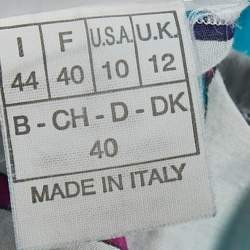 I F U.S.A. U.K.
44 40 10 12
B - CH - D - DK
40
MADE IN ITALY